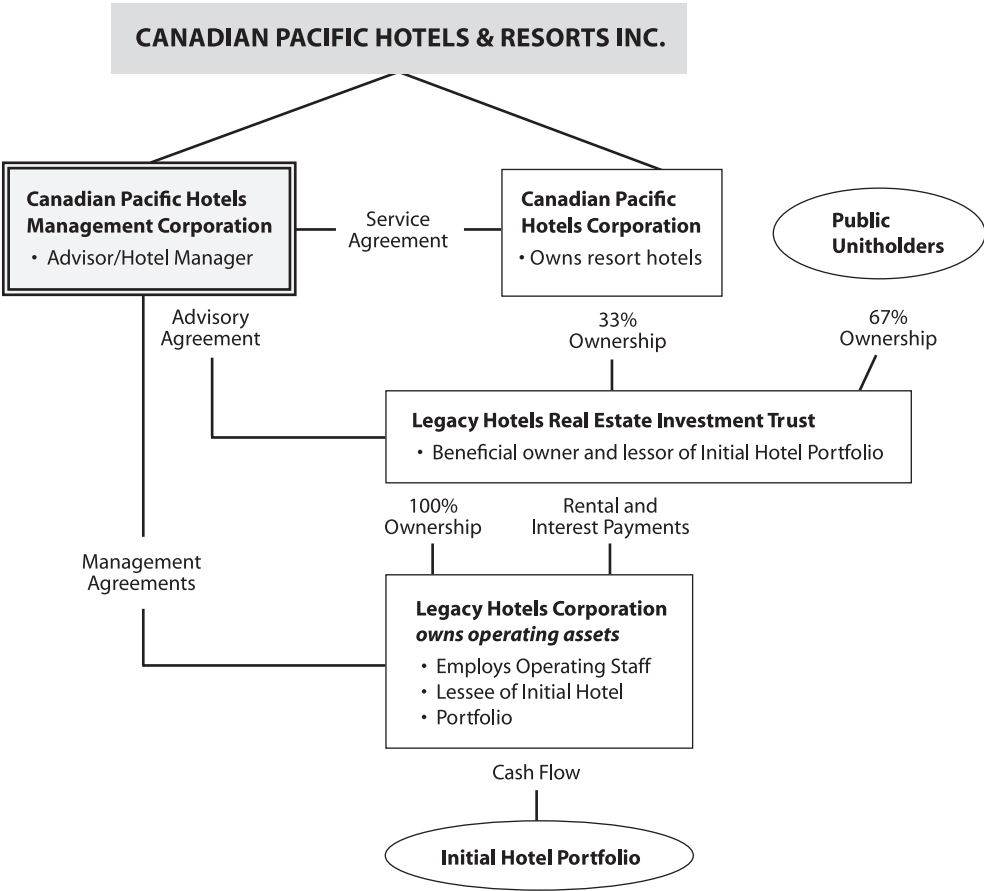 CANADIAN PACIFIC HOTELS & RESORTS INC.
Canadian Pacific Hotels
Management Corporation
• Advisor/Hotel Manager
Service
Agreement
Canadian Pacific
Hotels Corporation
• Owns resort hotels
Public
Unitholders
Advisory
Agreement
33%
Ownership
67%
Ownership
Legacy Hotels Real Estate Investment Trust
• Beneficial owner and lessor of Initial Hotel Portfolio
100%
Ownership
Rental and
Interest Payments
Management
Agreements
Legacy Hotels Corporation
owns operating assets
• Employs Operating Staff
• Lessee of Initial Hotel
• Portfolio
Cash Flow
Initial Hotel Portfolio